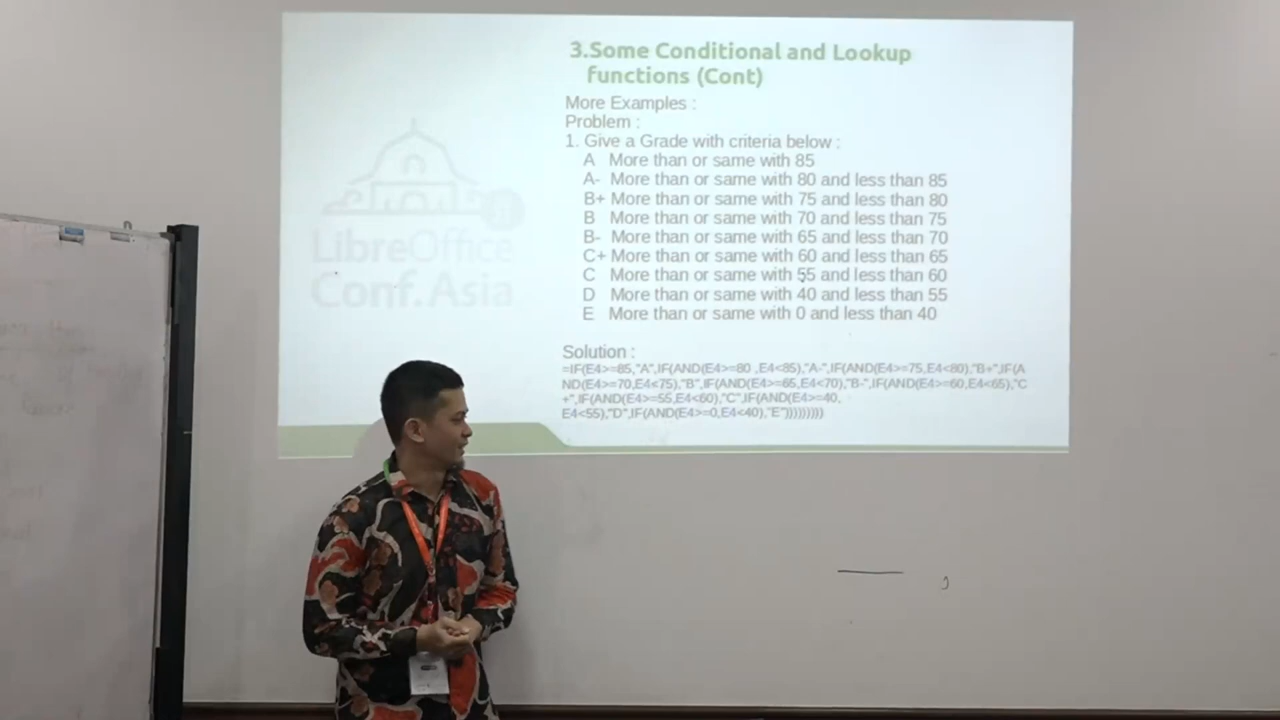 3.Some Conditional and Lookup
functions (Cont)
More Examples :
Problem :
1. Give a Grade with criteria below :
A More than or same with 85
A- More than or same with 80 and less than 85
B+ More than or same with 75 and less than 80
B More than or same with 70 and less than 75
B- More than or same with 65 and less than 70
C+ More than or same with 60 and less than 65
C More than or same with 55 and less than 60
D More than or same with 40 and less than 55
E More than or same with 0 and less than 40
Solution :
=IF(E4>=85,"A",IF(AND(E4>=80 ,E4<85),"A-",IF(AND(E4>=75,E4<80),"B+",IF(A
ND(E4>=70,E4<75),"B",IF(AND(E4>=65,E4<70),"B-",IF(AND(E4>=60,E4<65),"C
+",IF(AND(E4>=55,E4<60),"C",IF(AND(E4>=40,
E4<55),"D",IF(AND(E4>=0,E4<40),"E")))))))))
LibreOffice
Conf.Asia